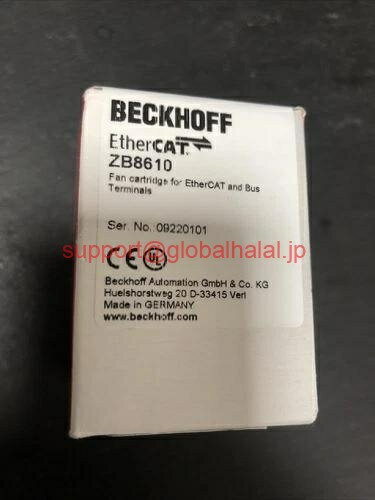 BECKHOFF
EtherCAT
ZB8610
Fan cartridge for EtherCAT and Bus
Terminals
Ser. No. 09220101
support@globalhalal.jp
CE UL
Beckhoff Automation GmbH & Co. KG
Huelshorstweg 20 D-33415 Verl
Made in GERMANY
www.beckhoff.com